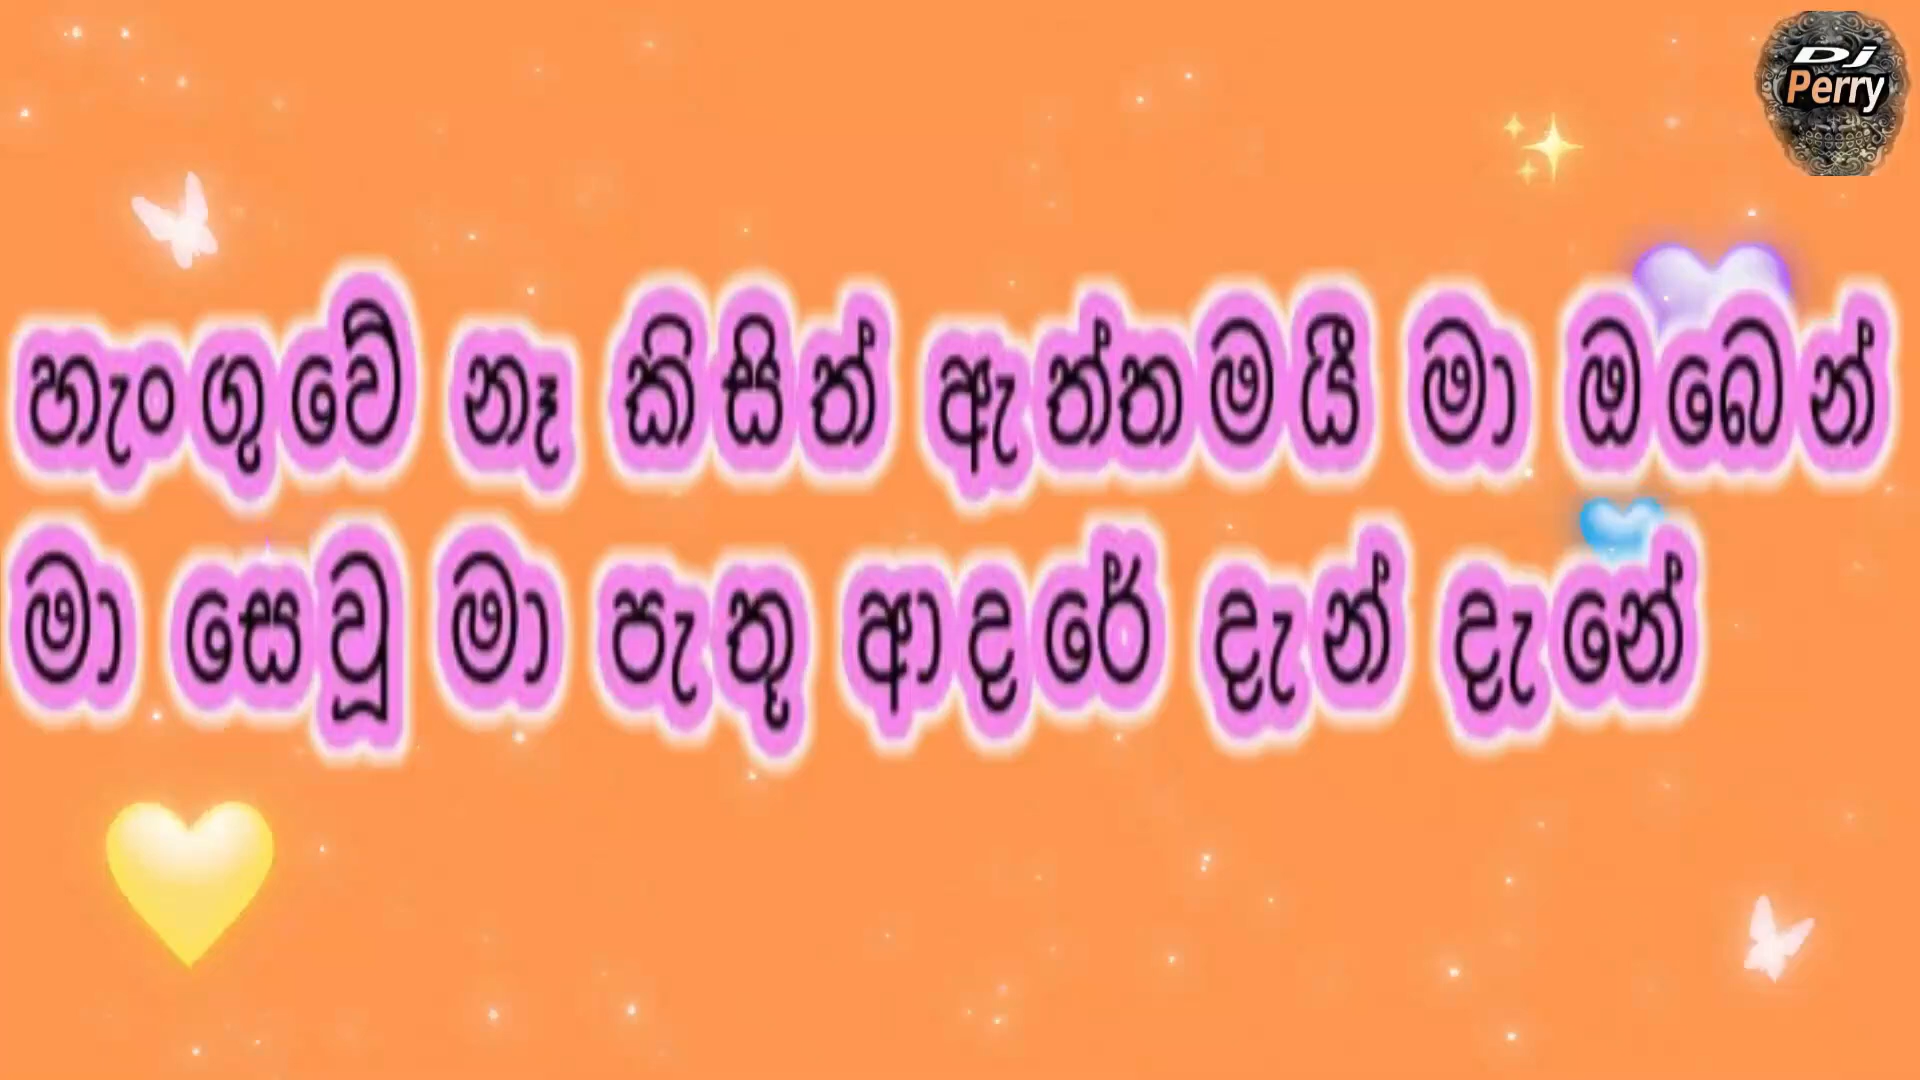 Dj
Perry
හැංගුවේ නෑ කිසිත් ඇත්තමයී මා ඔබෙන්
මා සෙවූ මා පැතූ ආදරේ දැන් දැනේ